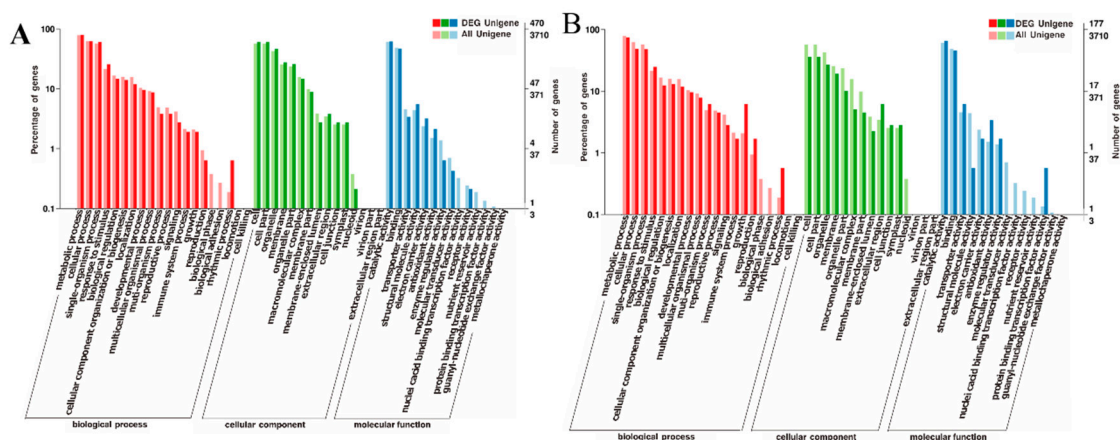 A
DEG Unigene
All Unigene
Percentage of genes
100
10
1
0.1
470
3710
47
371
4
37
1
3
Number of genes
metabolic process
cellular process
single-organism process
response to stimulus
biological regulation
cellular component organization or biogenesis
localization
developmental process
multicellular organismal process
muti-organism process
reproductive process
signaling
immune system process
growth
reproduction
biological phase
biological adhesion
rhythmic process
locomotion
cell killing
cell
cell part
organelle
membrane
organelle part
macromolecular complex
membrane part
membrane-enclosed lumen
extracellular region
cell junction
symplast
nucleoid
virion
virion part
extracellular region part
catalytic activity
binding
transporter activity
structural molecule activity
electron carrier activity
antioxidant activity
enzyme regulator activity
molecular transducer activity
nuclei cacid binding transcription factor activity
receptor activity
nutrient reservoir activity
protein binding transcription factor activity
guanyl-nucleotide exchange factor activity
metallochaperone activity
biological process
cellular component
molecular function
B
DEG Unigene
All Unigene
Percentage of genes
100
10
1
0.1
177
3710
17
371
1
37
1
3
Number of genes
metabolic process
cellular process
single-organism process
response to stimulus
biological regulation
cellular component organization or biogenesis
localization
developmental process
multicellular organismal process
muti-organism process
reproductive process
signaling
immune system process
growth
reproduction
biological phase
biological adhesion
rhythmic process
locomotion
cell killing
cell
cell part
organelle
membrane
organelle part
macromolecular complex
membrane part
membrane-enclosed lumen
extracellular region
cell junction
symplast
nucleoid
virion
virion part
extracellular region part
catalytic activity
binding
transporter activity
structural molecule activity
electron carrier activity
antioxidant activity
enzyme regulator activity
molecular transducer activity
nuclei cacid binding transcription factor activity
receptor activity
nutrient reservoir activity
protein binding transcription factor activity
guanyl-nucleotide exchange factor activity
metallochaperone activity
biological process
cellular component
molecular function